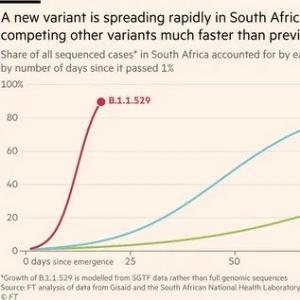 A new variant is spreading rapidly in South Afric
competing other variants much faster than previ
Share of all sequenced cases* in South Africa accounted for by ea
by number of days since it passed 1%
100%
B.1.1.529
80
60
40
20
0 days since emergence 25 50
*Growth of B.1.1.529 is modelled from SGTF data rather than full genomic sequences
Source: FT analysis of data from Gisaid and the South African National Health Laboratory
© FT